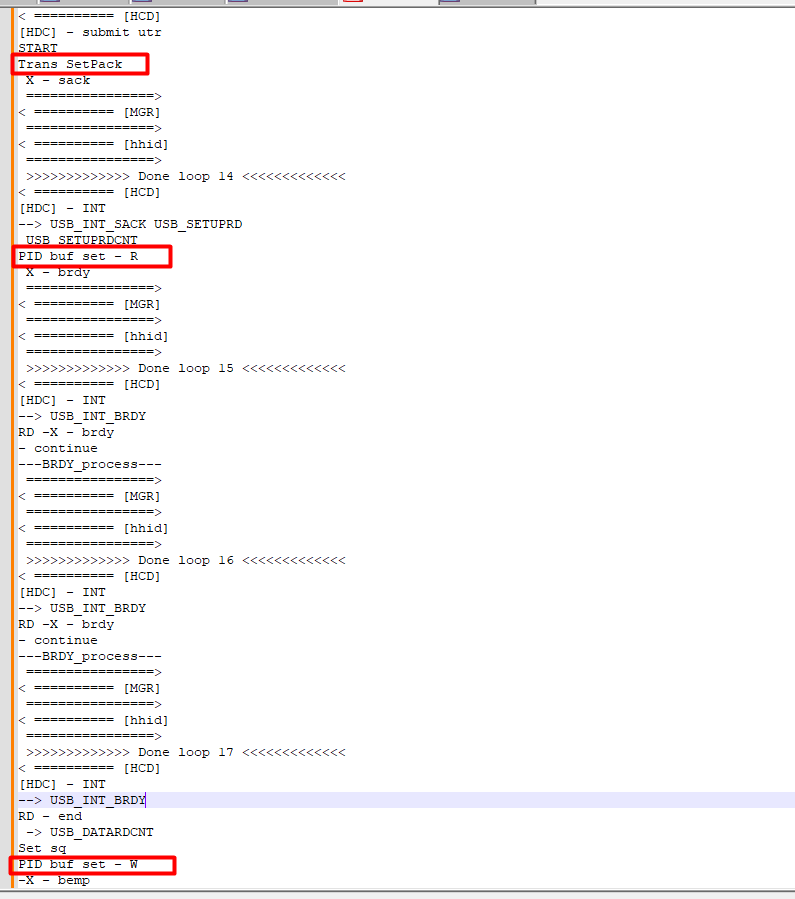 < ========== [HCD]
[HDC] - submit utr
START
Trans SetPack
X - sack
================>
< ========== [MGR]
================>
< ========== [hhid]
================>
>>>>>>>>>>>>> Done loop 14 <<<<<<<<<<<<<
< ========== [HCD]
[HDC] - INT
--> USB_INT_SACK USB_SETUPRD
USB_SETUPRDCNT
PID buf set - R
X - brdy
================>
< ========== [MGR]
================>
< ========== [hhid]
================>
>>>>>>>>>>>>> Done loop 15 <<<<<<<<<<<<<
< ========== [HCD]
[HDC] - INT
--> USB_INT_BRDY
RD -X - brdy
- continue
---BRDY_process---
================>
< ========== [MGR]
================>
< ========== [hhid]
================>
>>>>>>>>>>>>> Done loop 16 <<<<<<<<<<<<<
< ========== [HCD]
[HDC] - INT
--> USB_INT_BRDY
RD -X - brdy
- continue
---BRDY_process---
================>
< ========== [MGR]
================>
< ========== [hhid]
================>
>>>>>>>>>>>>> Done loop 17 <<<<<<<<<<<<<
< ========== [HCD]
[HDC] - INT
--> USB_INT_BRDY
RD - end
-> USB_DATARDCNT
Set sq
PID buf set - W
-X - bemp